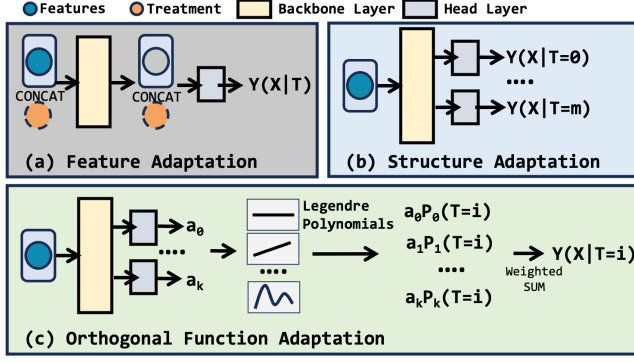 Features Treatment Backbone Layer Head Layer
CONCAT
CONCAT
Y(X|T)
(a) Feature Adaptation
Y(X|T=0)
....
Y(X|T=m)
(b) Structure Adaptation
a₀
....
aₖ
Legendre
Polynomials
....
a₀P₀(T=i)
a₁P₁(T=i)
....
aₖPₖ(T=i)
Weighted
SUM
Y(X|T=i)
(c) Orthogonal Function Adaptation